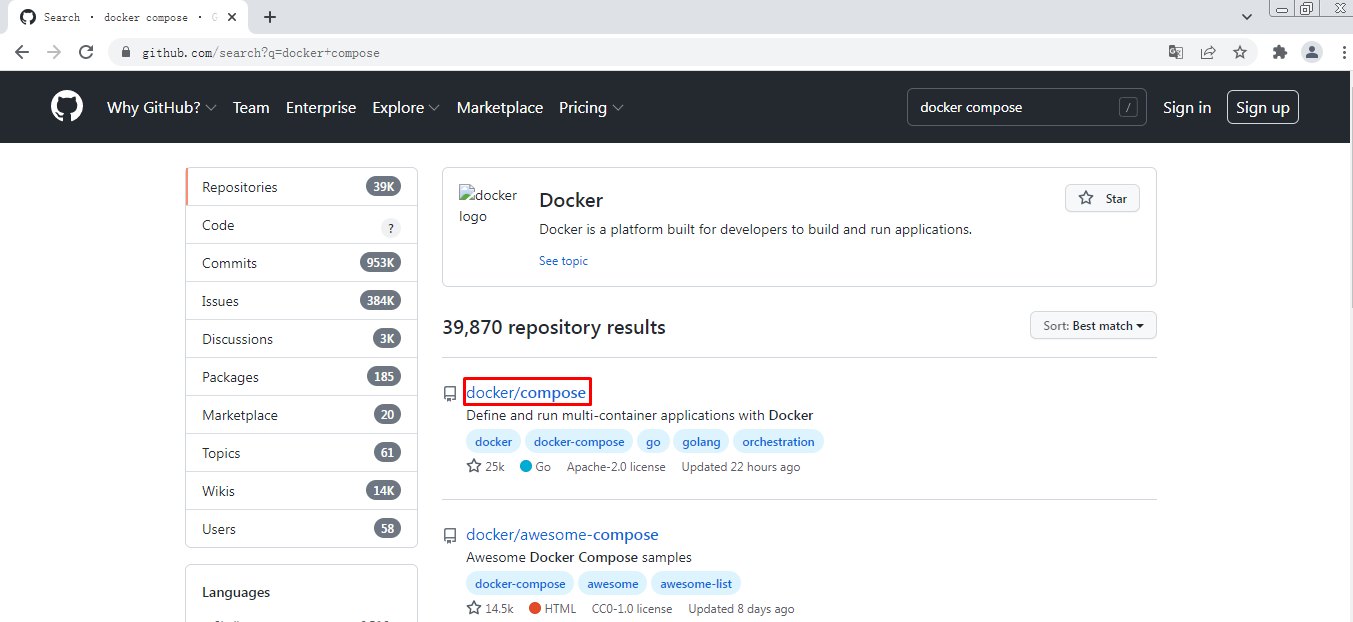 Search · docker compose · G
github.com/search?q=docker+compose
Why GitHub? Team Enterprise Explore Marketplace Pricing docker compose / Sign in Sign up
Repositories 39K
Code ?
Commits 953K
Issues 384K
Discussions 3K
Packages 185
Marketplace 20
Topics 61
Wikis 14K
Users 58
Languages
docker logo
Docker
Star
Docker is a platform built for developers to build and run applications.
See topic
39,870 repository results
Sort: Best match
docker/compose
Define and run multi-container applications with Docker
docker docker-compose go golang orchestration
25k Go Apache-2.0 license Updated 22 hours ago
docker/awesome-compose
Awesome Docker Compose samples
docker-compose awesome awesome-list
14.5k HTML CC0-1.0 license Updated 8 days ago